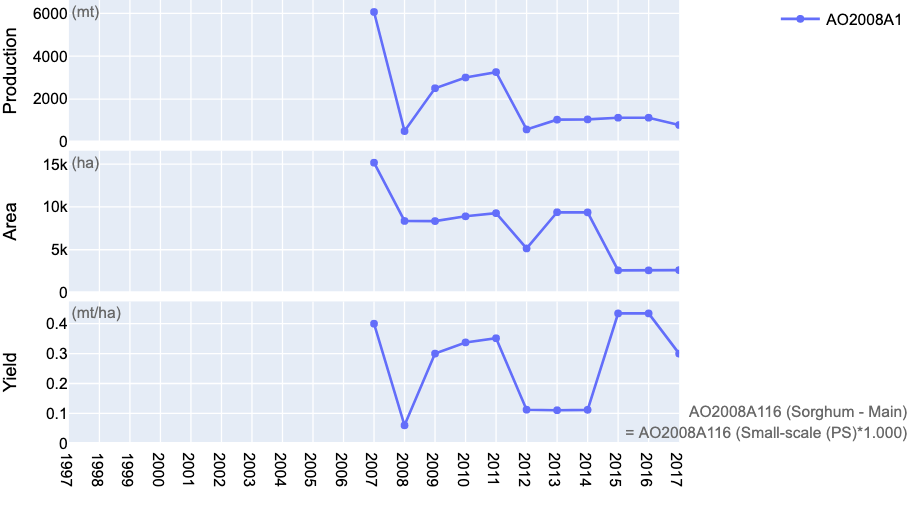 (mt)
AO2008A1
Production
6000
4000
2000
0
(ha)
Area
15k
10k
5k
0
(mt/ha)
Yield
0.4
0.3
0.2
0.1
0
AO2008A116 (Sorghum - Main)
= AO2008A116 (Small-scale (PS)*1.000)
1997
1998
1999
2000
2001
2002
2003
2004
2005
2006
2007
2008
2009
2010
2011
2012
2013
2014
2015
2016
2017